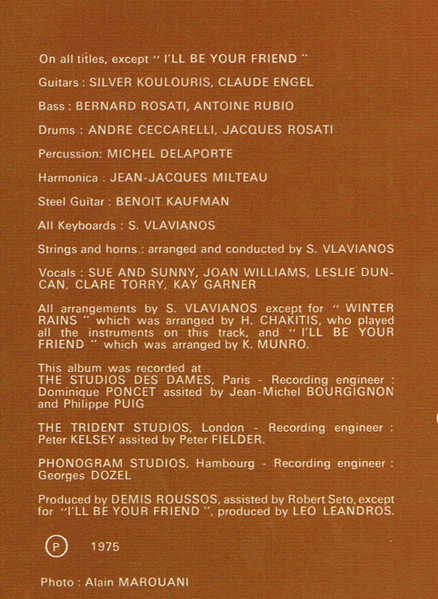 On all titles, except " I'LL BE YOUR FRIEND "
Guitars : SILVER KOULOURIS, CLAUDE ENGEL
Bass : BERNARD ROSATI, ANTOINE RUBIO
Drums : ANDRE CECCARELLI, JACQUES ROSATI
Percussion: MICHEL DELAPORTE
Harmonica : JEAN-JACQUES MILTEAU
Steel Guitar : BENOIT KAUFMAN
All Keyboards : S. VLAVIANOS
Strings and horns : arranged and conducted by S. VLAVIANOS
Vocals : SUE AND SUNNY, JOAN WILLIAMS, LESLIE DUN-
CAN, CLARE TORRY, KAY GARNER
All arrangements by S. VLAVIANOS except for " WINTER
RAINS " which was arranged by H. CHAKITIS, who played
all the instruments on this track, and "I'LL BE YOUR
FRIEND " which was arranged by K. MUNRO.
This album was recorded at
THE STUDIOS DES DAMES, Paris - Recording engineer :
Dominique PONCET assited by Jean-Michel BOURGIGNON
and Philippe PUIG
THE TRIDENT STUDIOS, London - Recording engineer :
Peter KELSEY assited by Peter FIELDER.
PHONOGRAM STUDIOS, Hambourg - Recording engineer :
Georges DOZEL
Produced by DEMIS ROUSSOS, assisted by Robert Seto, except
for "I'LL BE YOUR FRIEND ", produced by LEO LEANDROS.
Ⓟ 1975
Photo : Alain MAROUANI